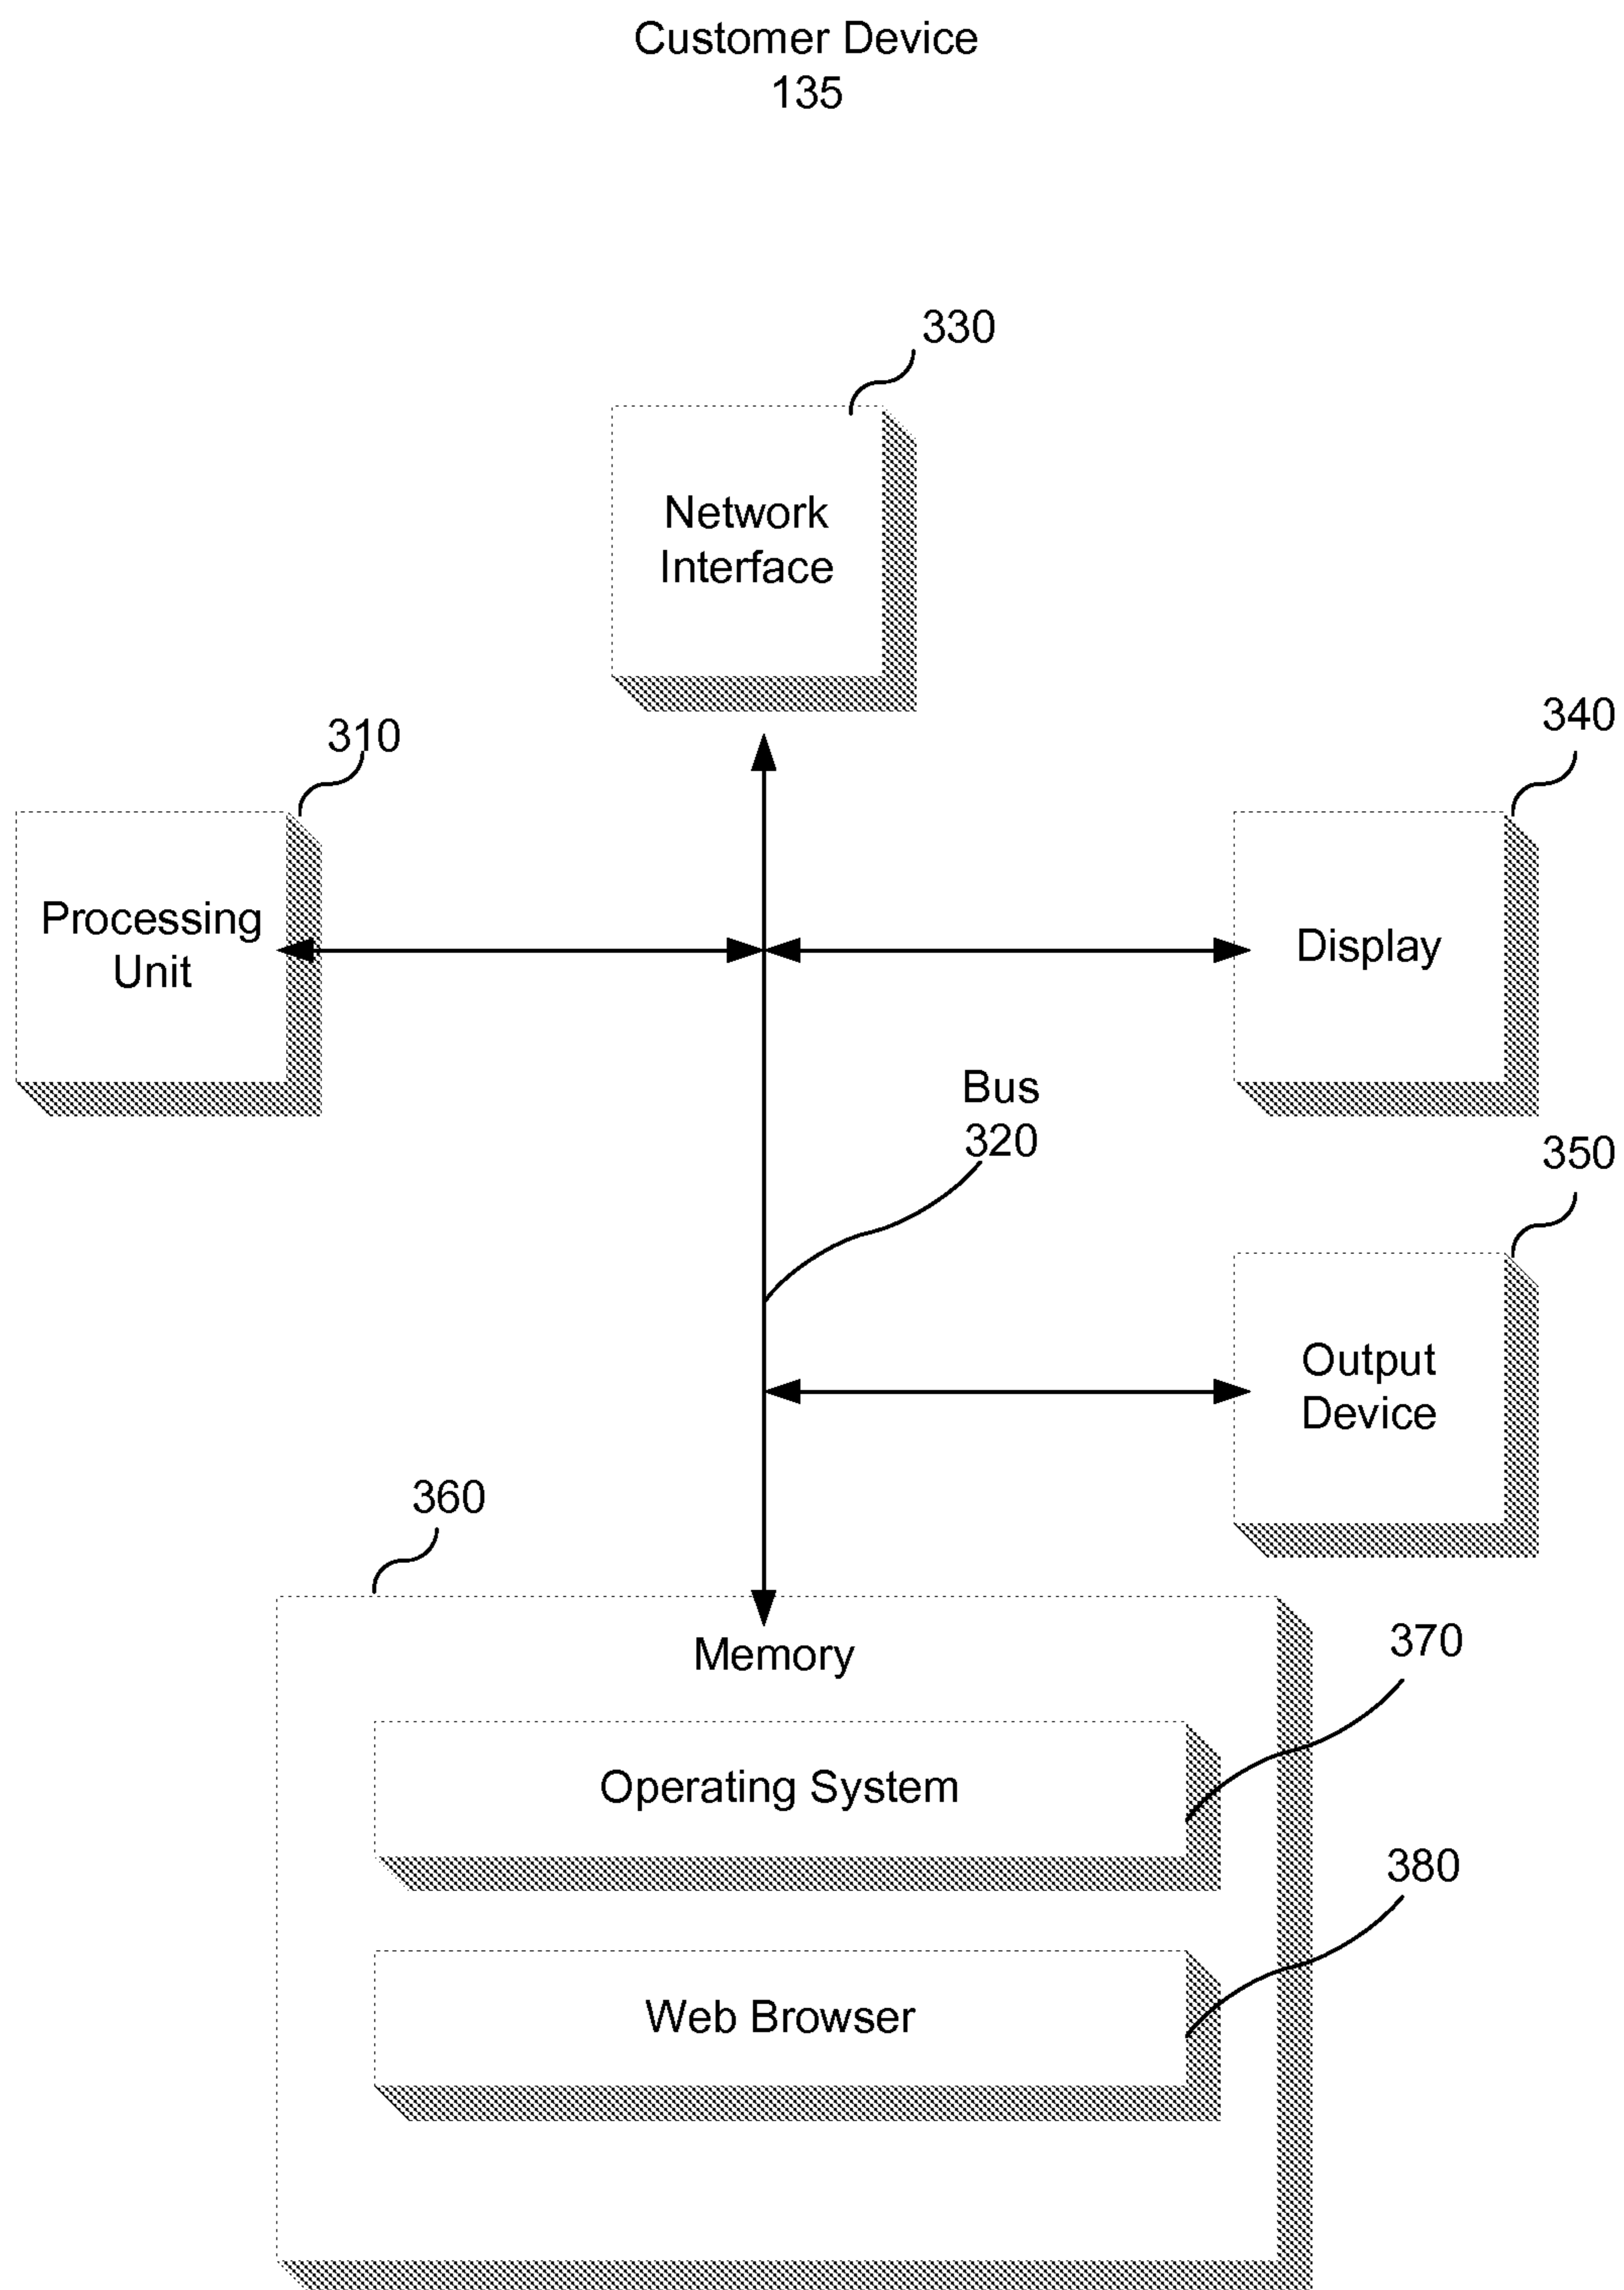 Customer Device
135
330
Network
Interface
310
340
Processing
Unit
Display
Bus
320
350
Output
Device
360
Memory
370
Operating System
380
Web Browser